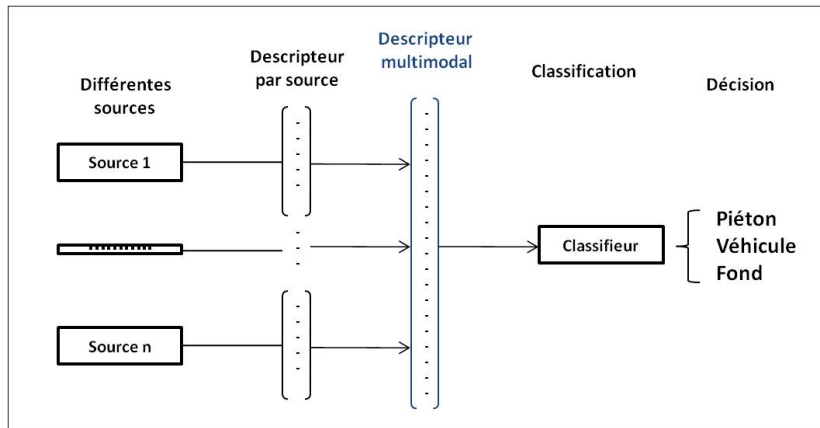 Différentes
sources
Descripteur
par source
Descripteur
multimodal
Classification
Décision
Source 1
Source n
Classifieur
Piéton
Véhicule
Fond